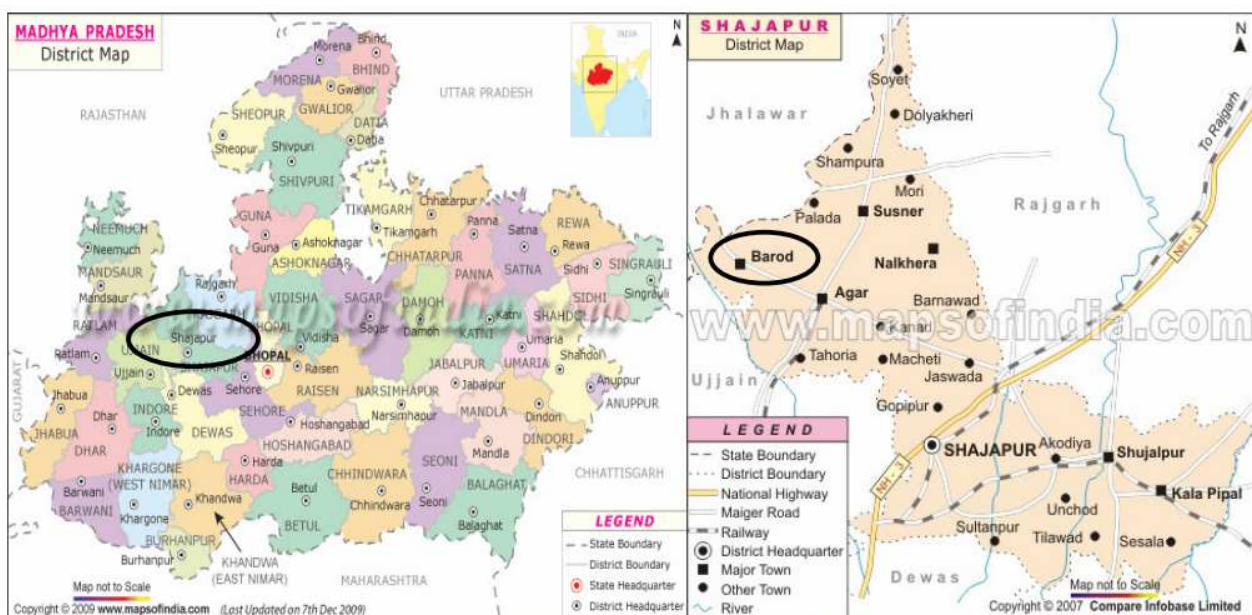 MADHYA PRADESH
District Map
INDIA
N
RAJASTHAN
UTTAR PRADESH
Morena
Bhind
MORENA
BHIND
Gwalior
GWALIOR
SHEOPUR
Sheopur
DATIA
Datia
Shivpuri
SHIVPURI
TIKAMGARH
Tikamgarh
Chhatarpur
CHHATARPUR
Panna
PANNA
Satna
SATNA
REWA
Rewa
Sidhi
SIDHI
SINGRAULI
Singrauli
GUNA
Guna
Ashoknagar
ASHOKNAGAR
NEEMUCH
Neemuch
MANDSAUR
Mandsaur
Rajgarh
VIDISHA
Vidisha
SAGAR
Sagar
DAMOH
Damoh
Katni
KATNI
SHAHDOL
Shahdol
Umaria
UMARIA
RATLAM
Ratlam
UJJAIN
Ujjain
Shajapur
BHOPAL
BHOPAL
Raisen
RAISEN
Sehore
SEHORE
Dewas
DEWAS
JABALPUR
Jabalpur
NARSIMHAPUR
Narsimhapur
Anuppur
ANUPPUR
Dindori
DINDORI
MANDLA
Mandla
GUJARAT
Jhabua
JHABUA
Dhar
DHAR
INDORE
Indore
HOSHANGABAD
Hoshangabad
Harda
HARDA
CHHINDWARA
Chhindwara
SEONI
Seoni
BALAGHAT
Balaghat
CHHATTISGARH
Barwani
BARWANI
KHARGONE
(WEST NIMAR)
Khargone
Khandwa
KHANDWA
(EAST NIMAR)
Betul
BETUL
BURHANPUR
Burhanpur
MAHARASHTRA
LEGEND
State Boundary
District Boundary
State Headquarter
District Headquarter
Map not to Scale
Copyright © 2009 www.mapsofindia.com (Last Updated on 7th Dec 2009)
SHAJAPUR
District Map
N
Jhalawar
Rajgarh
To Rajgarh
NH - 3
Soyet
Dolyakheri
Shampura
Mori
Palada
Susner
Barod
Nalkhera
Agar
Barnawad
Kanad
www.mapsofindia.com
Tahoria
Macheti
Jaswada
Ujjain
Gopipur
SHAJAPUR
Akodiya
Shujalpur
NH - 3
Kala Pipal
Unchod
Sultanpur
Tilawad
Sesala
Dewas
LEGEND
State Boundary
District Boundary
National Highway
Maiger Road
Railway
District Headquarter
Major Town
Other Town
River
Map not to Scale
Copyright © 2007 Compare Infobase Limited